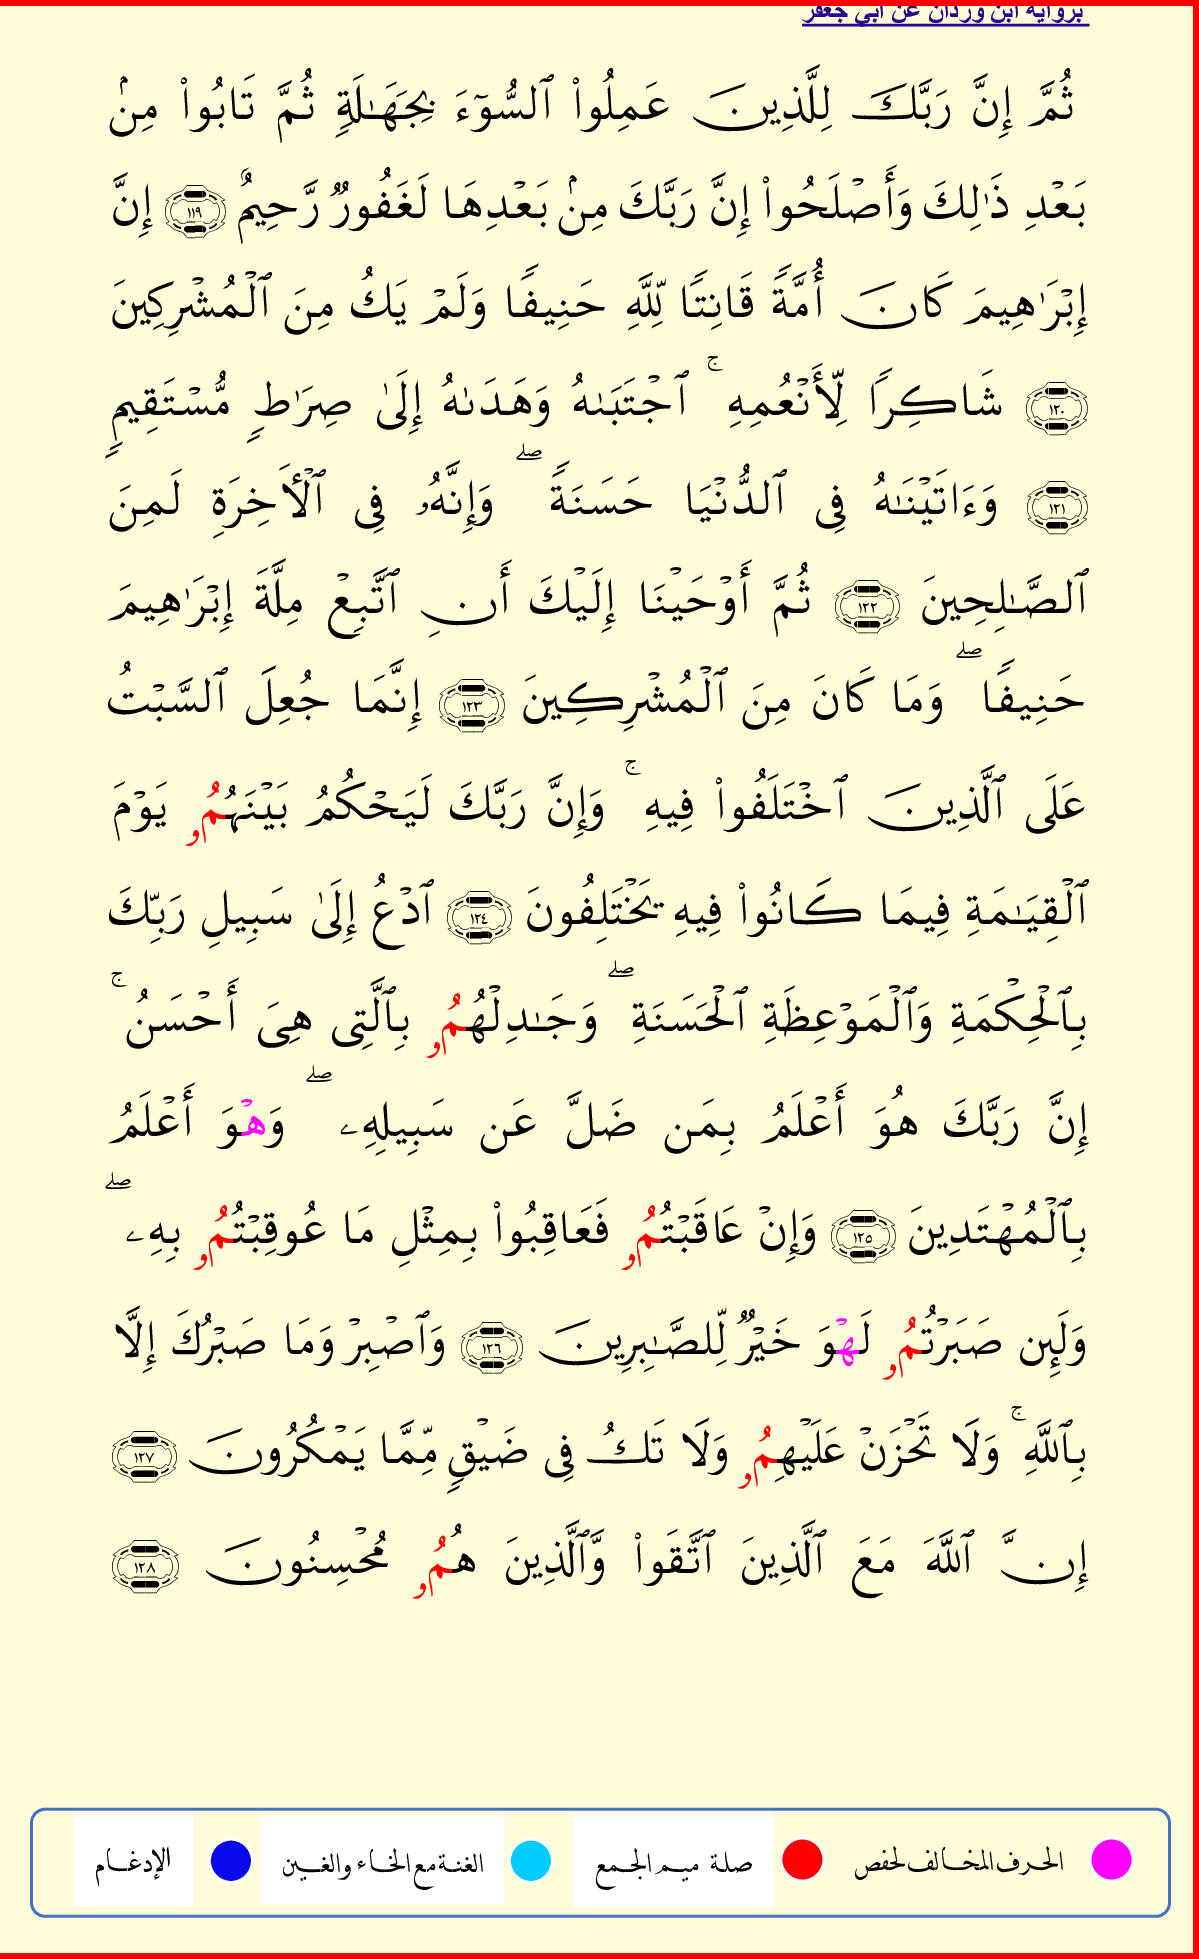 برواية ابن وردان عن أبي جعفر
ثُمَّ إِنَّ رَبَّكَ لِلَّذِينَ عَمِلُوا۟ ٱلسُّوٓءَ بِجَهَـٰلَةٍ ثُمَّ تَابُوا۟ مِنۢ
بَعْدِ ذَٰلِكَ وَأَصْلَحُوا۟ إِنَّ رَبَّكَ مِنۢ بَعْدِهَا لَغَفُورٌ رَّحِيمٌ ١١٩ إِنَّ
إِبْرَٰهِيمَ كَانَ أُمَّةً قَانِتًا لِّلَّهِ حَنِيفًا وَلَمْ يَكُ مِنَ ٱلْمُشْرِكِينَ
١٢٠ شَاكِرًا لِّأَنْعُمِهِ ۚ ٱجْتَبَىٰهُ وَهَدَىٰهُ إِلَىٰ صِرَٰطٍ مُّسْتَقِيمٍ
١٢١ وَءَاتَيْنَـٰهُ فِى ٱلدُّنْيَا حَسَنَةً ۖ وَإِنَّهُۥ فِى ٱلْـَٔاخِرَةِ لَمِنَ
ٱلصَّـٰلِحِينَ ١٢٢ ثُمَّ أَوْحَيْنَا إِلَيْكَ أَنِ ٱتَّبِعْ مِلَّةَ إِبْرَٰهِيمَ
حَنِيفًا ۖ وَمَا كَانَ مِنَ ٱلْمُشْرِكِينَ ١٢٣ إِنَّمَا جُعِلَ ٱلسَّبْتُ
عَلَى ٱلَّذِينَ ٱخْتَلَفُوا۟ فِيهِ ۚ وَإِنَّ رَبَّكَ لَيَحْكُمُ بَيْنَهُمُۥ يَوْمَ
ٱلْقِيَـٰمَةِ فِيمَا كَانُوا۟ فِيهِ يَخْتَلِفُونَ ١٢٤ ٱدْعُ إِلَىٰ سَبِيلِ رَبِّكَ
بِٱلْحِكْمَةِ وَٱلْمَوْعِظَةِ ٱلْحَسَنَةِ ۖ وَجَـٰدِلْهُمُۥ بِٱلَّتِى هِىَ أَحْسَنُ ۚ
إِنَّ رَبَّكَ هُوَ أَعْلَمُ بِمَن ضَلَّ عَن سَبِيلِهِۦ ۖ وَهْوَ أَعْلَمُ
بِٱلْمُهْتَدِينَ ١٢٥ وَإِنْ عَاقَبْتُمُۥ فَعَاقِبُوا۟ بِمِثْلِ مَا عُوقِبْتُمُۥ بِهِۦ ۖ
وَلَئِن صَبَرْتُمُۥ لَهْوَ خَيْرٌ لِّلصَّـٰبِرِينَ ١٢٦ وَٱصْبِرْ وَمَا صَبْرُكَ إِلَّا
بِٱللَّهِ ۚ وَلَا تَحْزَنْ عَلَيْهِمُۥ وَلَا تَكُ فِى ضَيْقٍ مِّمَّا يَمْكُرُونَ ١٢٧
إِنَّ ٱللَّهَ مَعَ ٱلَّذِينَ ٱتَّقَوا۟ وَّٱلَّذِينَ هُمُۥ مُحْسِنُونَ ١٢٨
الحرف المخالف لحفص صلة ميم الجمع الغنة مع الخاء والغين الإدغام